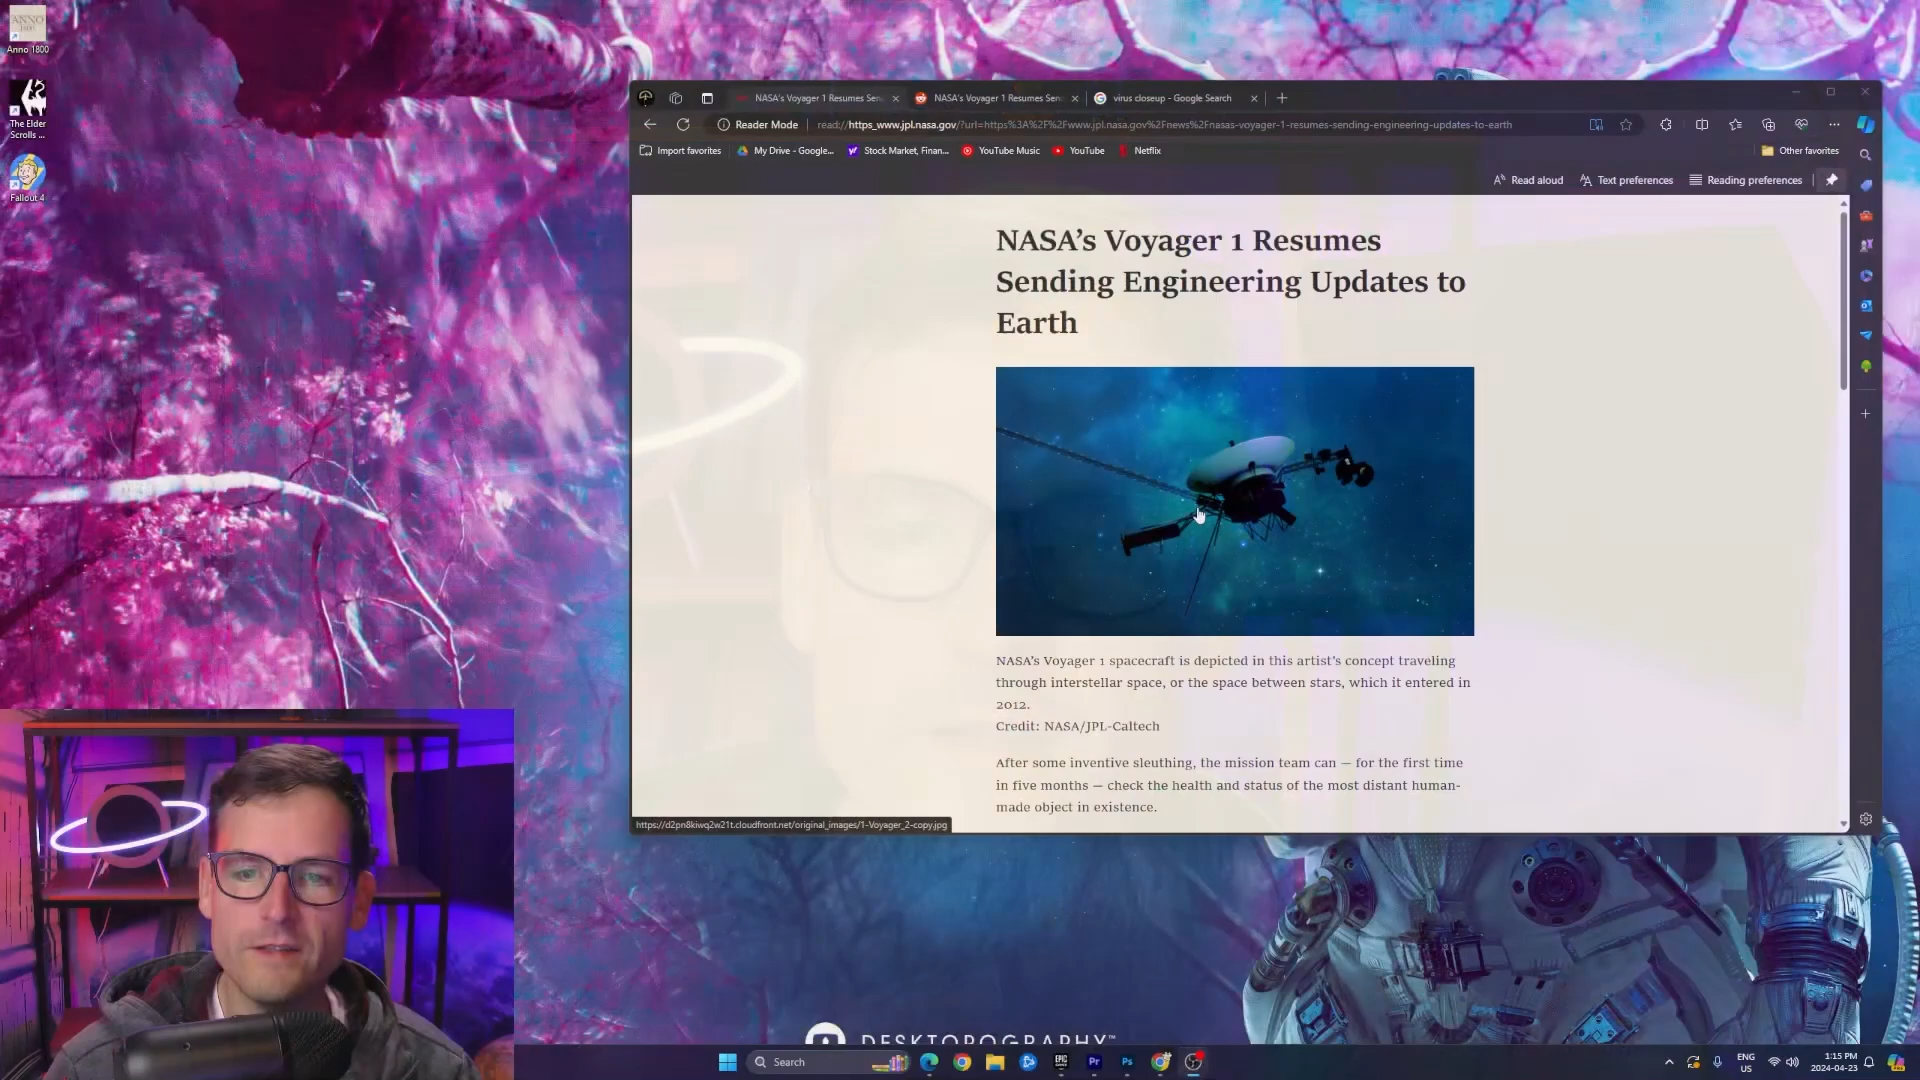 ANNO
1800
Anno 1800
The Elder
Scrolls ...
Fallout 4
NASA's Voyager 1 Resumes Sen
NASA's Voyager 1 Resumes Sen
virus closeup - Google Search
Reader Mode
read://https_www.jpl.nasa.gov/?url=https%3A%2F%2Fwww.jpl.nasa.gov%2Fnews%2Fnasas-voyager-1-resumes-sending-engineering-updates-to-earth
Import favorites
My Drive - Google...
Stock Market, Finan...
YouTube Music
YouTube
Netflix
Other favorites
Read aloud
Text preferences
Reading preferences
NASA's Voyager 1 Resumes
Sending Engineering Updates to
Earth
NASA's Voyager 1 spacecraft is depicted in this artist's concept traveling
through interstellar space, or the space between stars, which it entered in
2012.
Credit: NASA/JPL-Caltech
After some inventive sleuthing, the mission team can — for the first time
in five months — check the health and status of the most distant human-
made object in existence.
https://d2pn8kiwq2w21t.cloudfront.net/original_images/1-Voyager_2-copy.jpg
DESKTOPOGRAPHY™
Search
EPIC
Pr
Ps
ENG
US
1:15 PM
2024-04-23